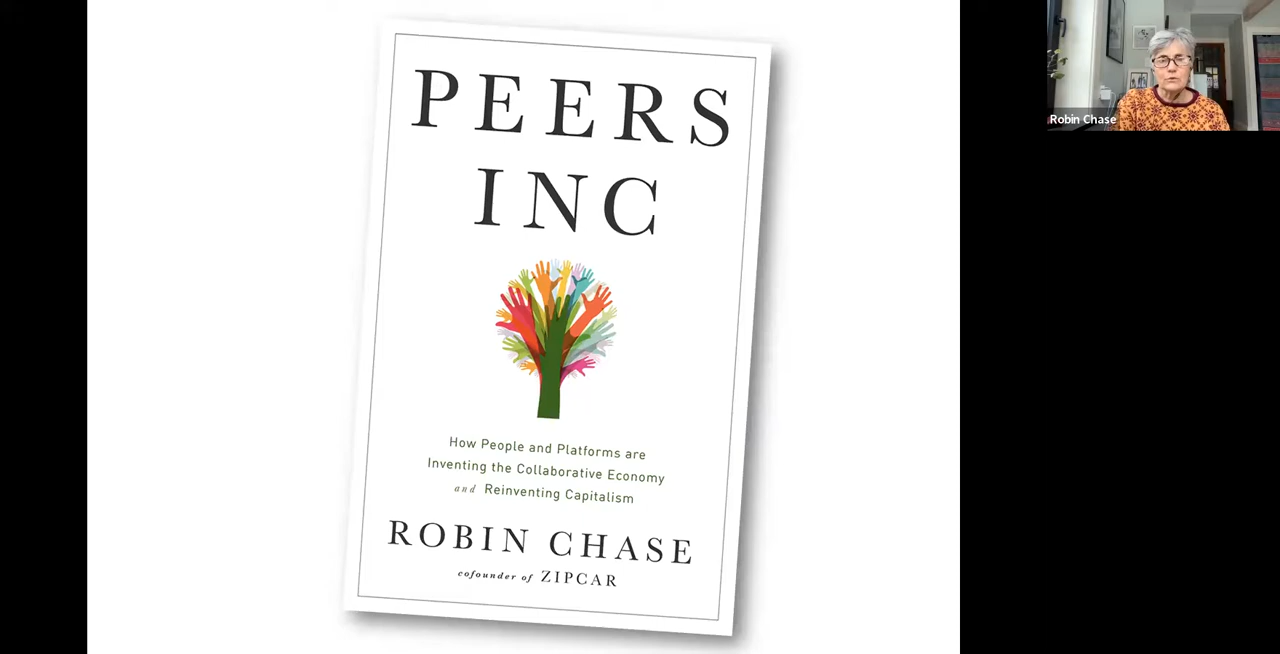 PEERS
INC
How People and Platforms are
Inventing the Collaborative Economy
and Reinventing Capitalism
ROBIN CHASE
cofounder of ZIPCAR
Robin Chase